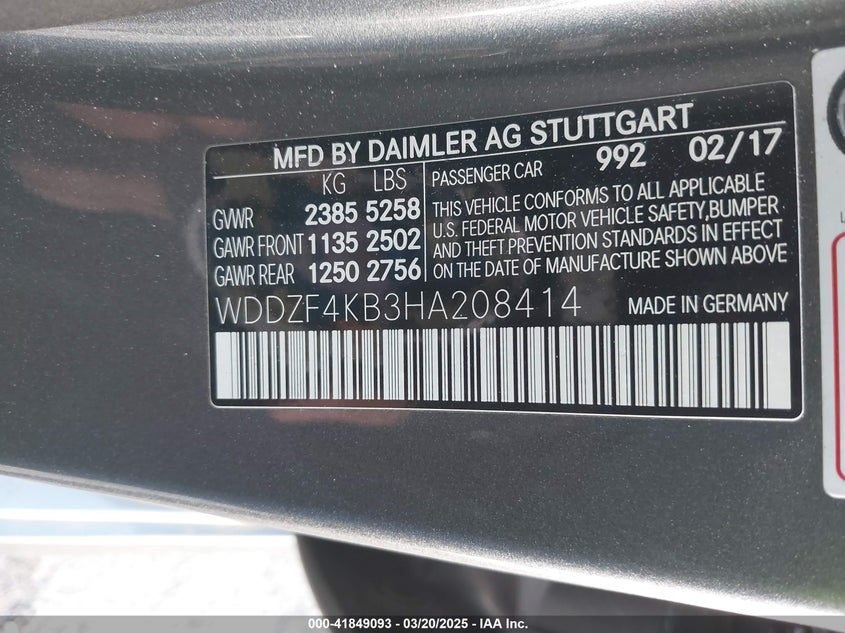 MFD BY DAIMLER AG STUTTGART
KG LBS
GVWR 2385 5258
GAWR FRONT 1135 2502
GAWR REAR 1250 2756
PASSENGER CAR 992 02/17
THIS VEHICLE CONFORMS TO ALL APPLICABLE
U.S. FEDERAL MOTOR VEHICLE SAFETY, BUMPER
AND THEFT PREVENTION STANDARDS IN EFFECT
ON THE DATE OF MANUFACTURE SHOWN ABOVE
WDDZF4KB3HA208414 MADE IN GERMANY
000-41849093 / 03/20/2025 - IAA Inc.